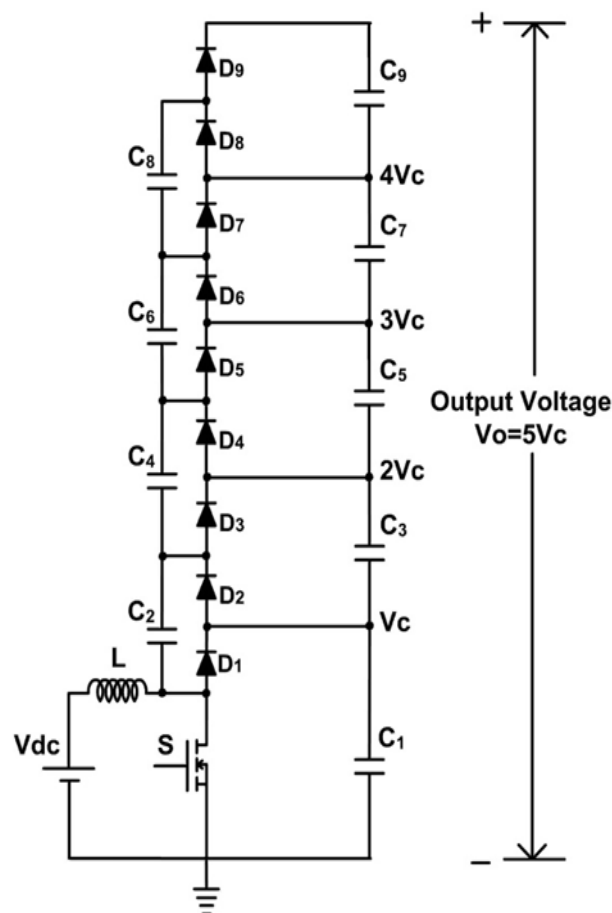 +
D₉
C₉
D₈
C₈
4Vc
D₇
C₇
D₆
C₆
3Vc
D₅
C₅
Output Voltage
Vo=5Vc
D₄
C₄
2Vc
D₃
C₃
D₂
C₂
Vc
L
D₁
Vdc
S
C₁
−